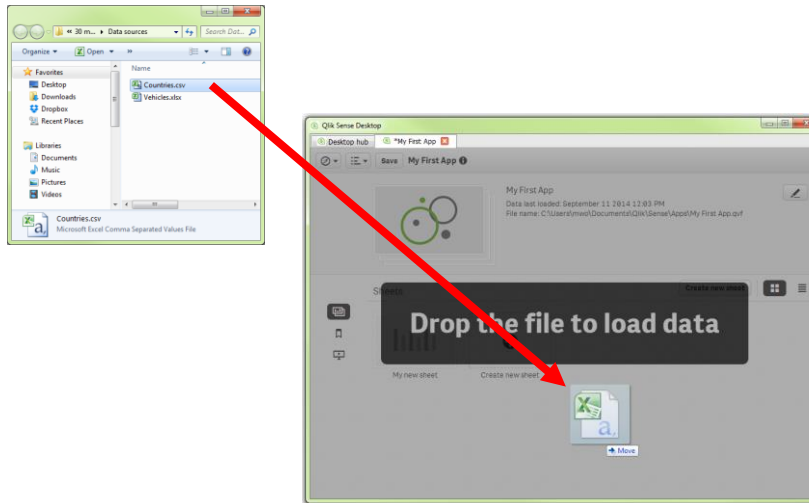 « 30 m... ▸ Data sources
Search Dat...
Organize
Open
»
Favorites
Desktop
Downloads
Dropbox
Recent Places
Libraries
Documents
Music
Pictures
Videos
Name
Countries.csv
Vehicles.xlsx
Countries.csv
Microsoft Excel Comma Separated Values File
Qlik Sense Desktop
Desktop hub
*My First App
Save My First App
My First App
Data last loaded: September 11 2014 12:03 PM
File name: C:\Users\mwo\Documents\Qlik\Sense\Apps\My First App.qvf
Sheets
Create new sheet
Drop the file to load data
My new sheet
Create new sheet
a,
Move